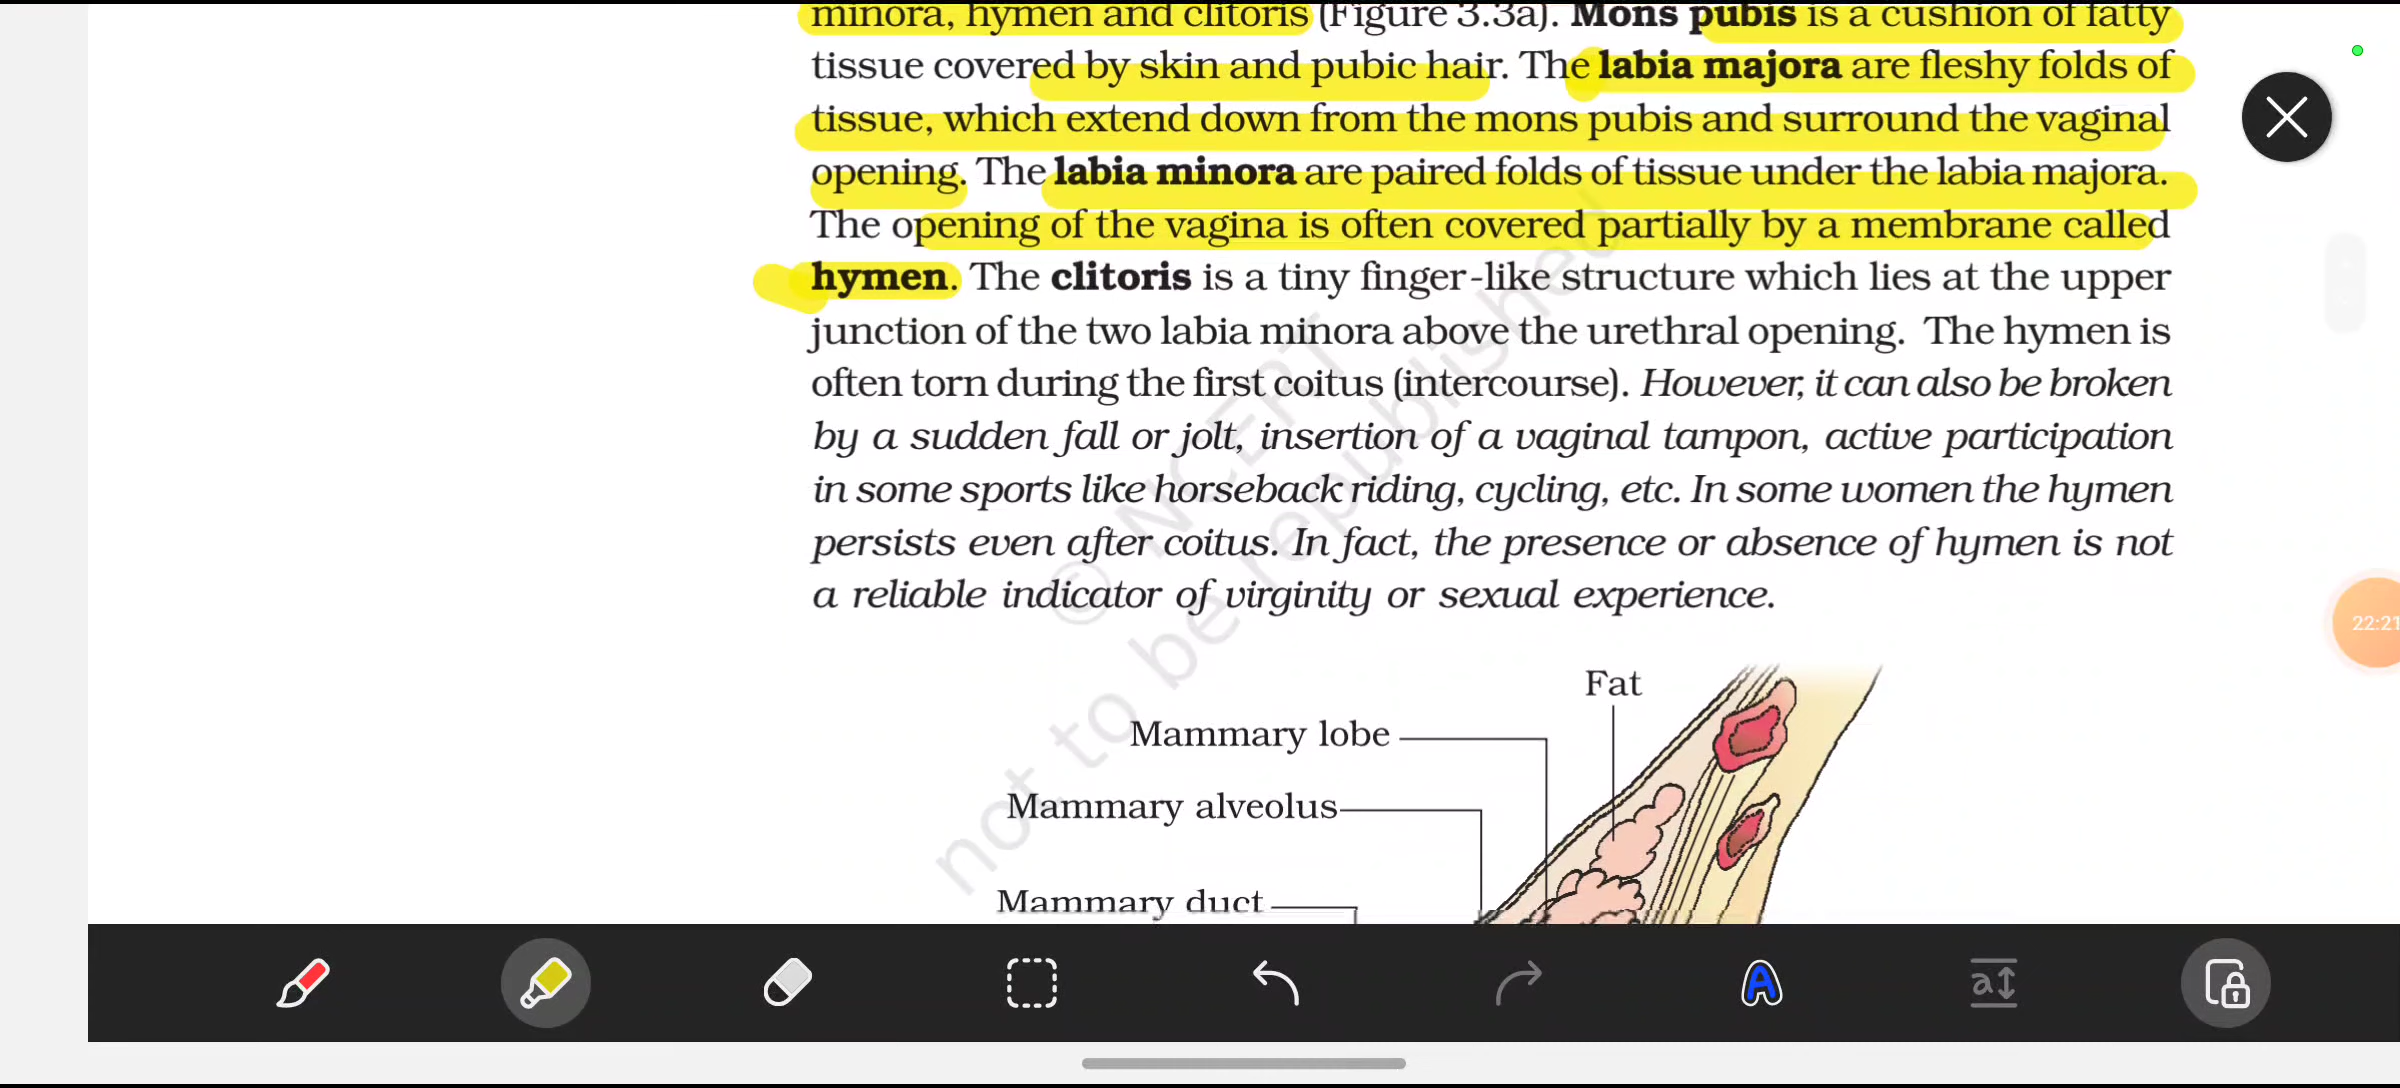 minora, hymen and clitoris (Figure 3.3a). Mons pubis is a cushion of fatty
tissue covered by skin and pubic hair. The labia majora are fleshy folds of
tissue, which extend down from the mons pubis and surround the vaginal
opening. The labia minora are paired folds of tissue under the labia majora.
The opening of the vagina is often covered partially by a membrane called
hymen. The clitoris is a tiny finger-like structure which lies at the upper
junction of the two labia minora above the urethral opening. The hymen is
often torn during the first coitus (intercourse). However, it can also be broken
by a sudden fall or jolt, insertion of a vaginal tampon, active participation
in some sports like horseback riding, cycling, etc. In some women the hymen
persists even after coitus. In fact, the presence or absence of hymen is not
a reliable indicator of virginity or sexual experience.
© NCERT
not to be republished
22:21
Fat
Mammary lobe
Mammary alveolus
Mammary duct
A
a